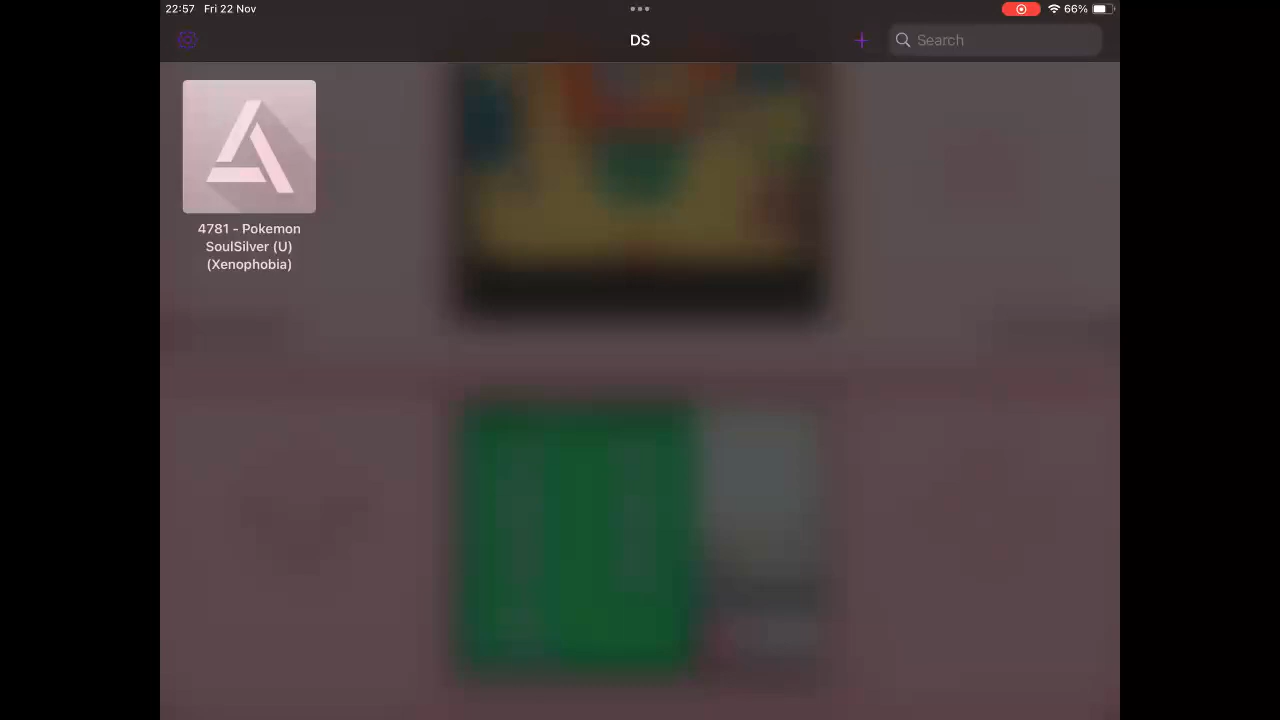 22:57 Fri 22 Nov
66%
DS
Search
4781 - Pokemon
SoulSilver (U)
(Xenophobia)